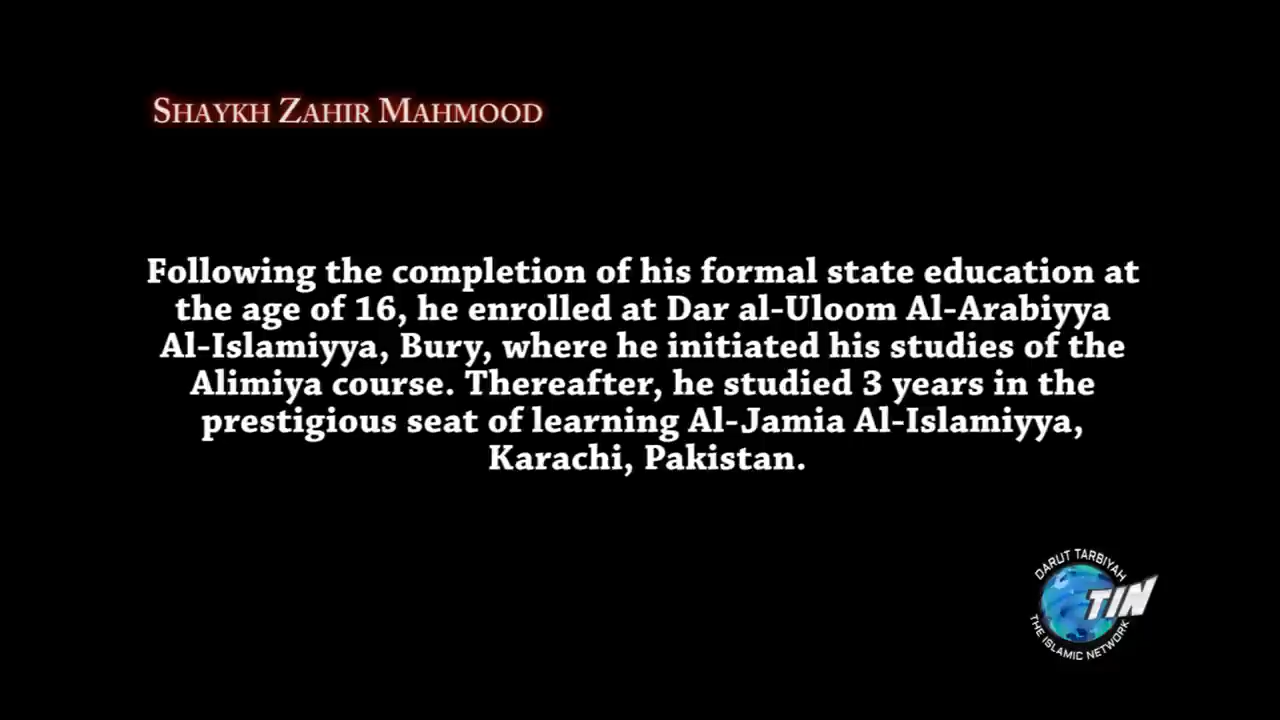 SHAYKH ZAHIR MAHMOOD
Following the completion of his formal state education at
the age of 16, he enrolled at Dar al-Uloom Al-Arabiyya
Al-Islamiyya, Bury, where he initiated his studies of the
Alimiya course. Thereafter, he studied 3 years in the
prestigious seat of learning Al-Jamia Al-Islamiyya,
Karachi, Pakistan.
DARUT TARBIYAH
TIN
THE ISLAMIC NETWORK